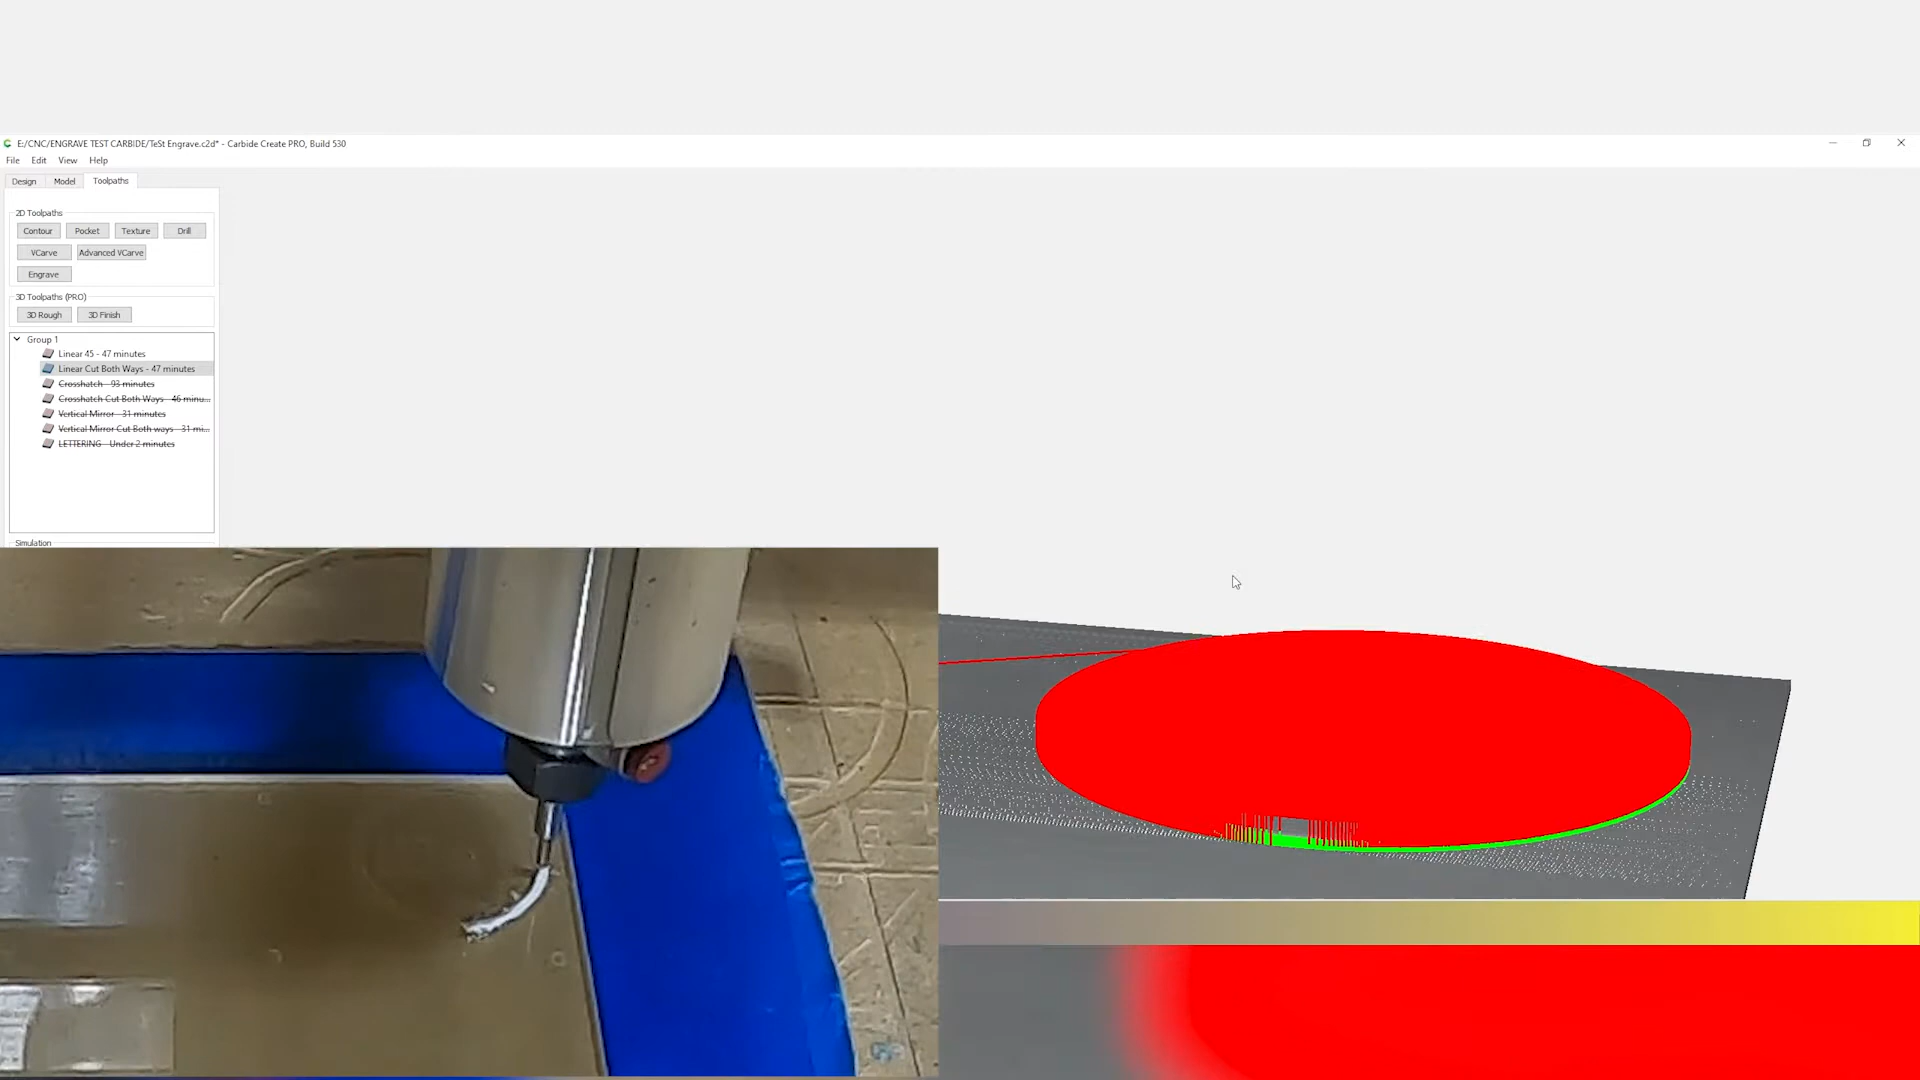 E:/CNC/ENGRAVE TEST CARBIDE/TeSt Engrave.c2d* - Carbide Create PRO, Build 530
File Edit View Help
Design Model Toolpaths
2D Toolpaths
Contour Pocket Texture Drill
VCarve Advanced VCarve
Engrave
3D Toolpaths (PRO)
3D Rough 3D Finish
Group 1
Linear 45 - 47 minutes
Linear Cut Both Ways - 47 minutes
Crosshatch - 93 minutes
Crosshatch Cut Both Ways - 46 minu...
Vertical Mirror - 31 minutes
Vertical Mirror Cut Both ways - 31 mi...
LETTERING - Under 2 minutes
Simulation